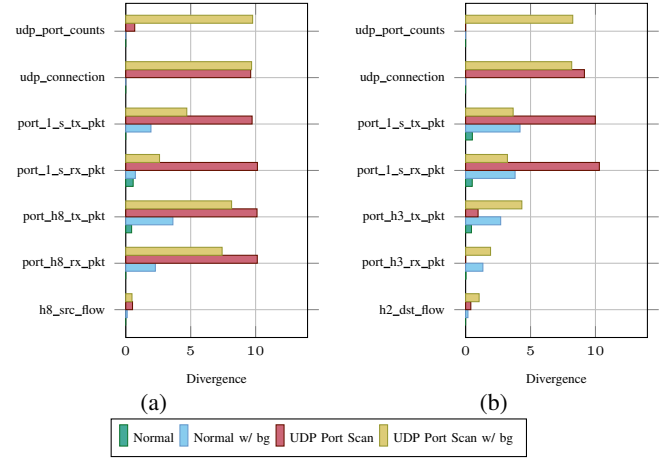 udp_port_counts
udp_connection
port_1_s_tx_pkt
port_1_s_rx_pkt
port_h8_tx_pkt
port_h8_rx_pkt
h8_src_flow
0 5 10
Divergence
(a)
udp_port_counts
udp_connection
port_1_s_tx_pkt
port_1_s_rx_pkt
port_h3_tx_pkt
port_h3_rx_pkt
h2_dst_flow
0 5 10
Divergence
(b)
Normal Normal w/ bg UDP Port Scan UDP Port Scan w/ bg